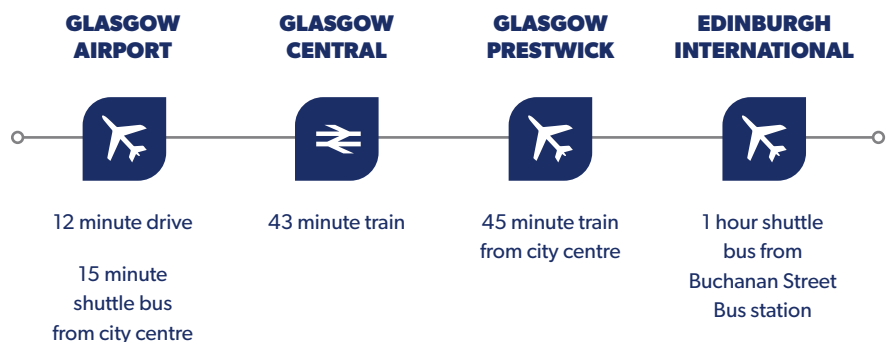 GLASGOW
AIRPORT
12 minute drive
15 minute
shuttle bus
from city centre
GLASGOW
CENTRAL
43 minute train
GLASGOW
PRESTWICK
45 minute train
from city centre
EDINBURGH
INTERNATIONAL
1 hour shuttle
bus from
Buchanan Street
Bus station